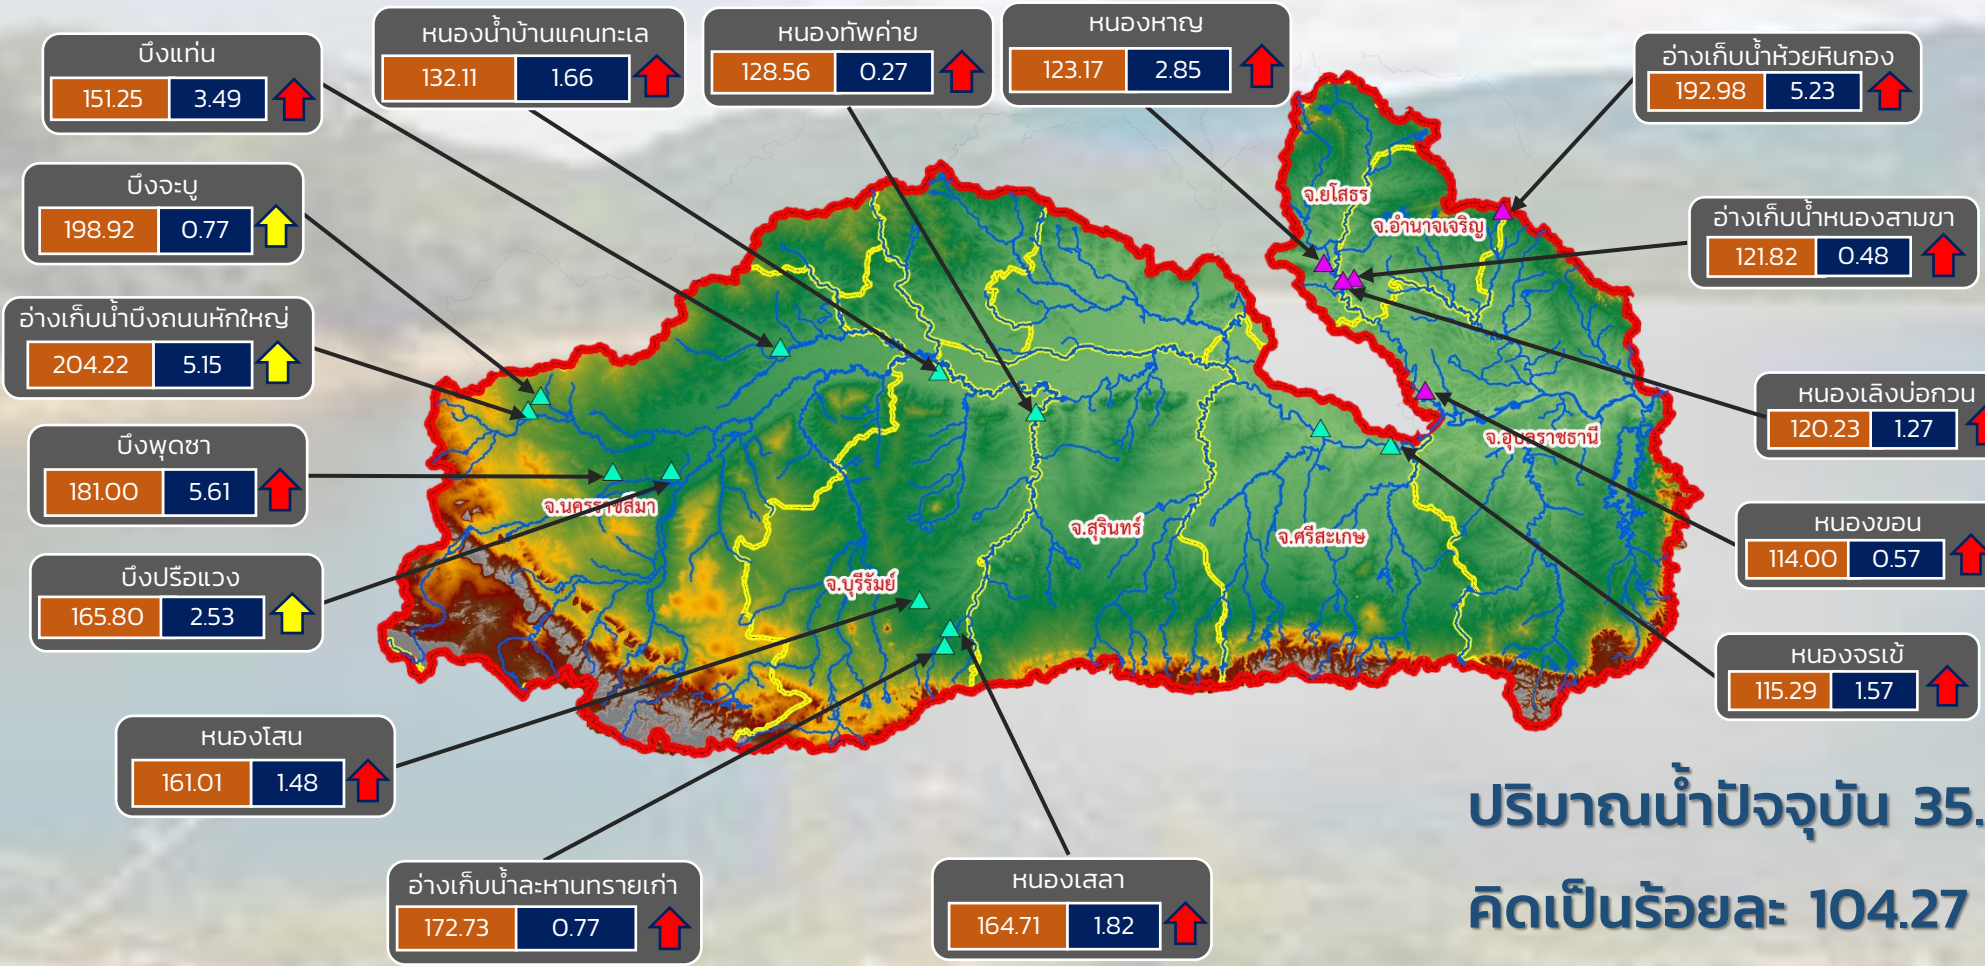 บึงแท่น
151.25 3.49
หนองน้ำบ้านแคนทะเล
132.11 1.66
หนองทัพค่าย
128.56 0.27
หนองหาญ
123.17 2.85
อ่างเก็บน้ำห้วยหินกอง
192.98 5.23
บึงจะบู
198.92 0.77
อ่างเก็บน้ำหนองสามขา
121.82 0.48
อ่างเก็บน้ำบึงถนนหักใหญ่
204.22 5.15
หนองเลิงบ่อกวน
120.23 1.27
บึงพุดซา
181.00 5.61
หนองขอน
114.00 0.57
บึงปรือแวง
165.80 2.53
หนองจรเข้
115.29 1.57
หนองโสน
161.01 1.48
อ่างเก็บน้ำละหานทรายเก่า
172.73 0.77
หนองเสลา
164.71 1.82
จ.ยโสธร
จ.อำนาจเจริญ
จ.อุบลราชธานี
จ.นครราชสีมา
จ.สุรินทร์
จ.ศรีสะเกษ
จ.บุรีรัมย์
ปริมาณน้ำปัจจุบัน 35.
คิดเป็นร้อยละ 104.27